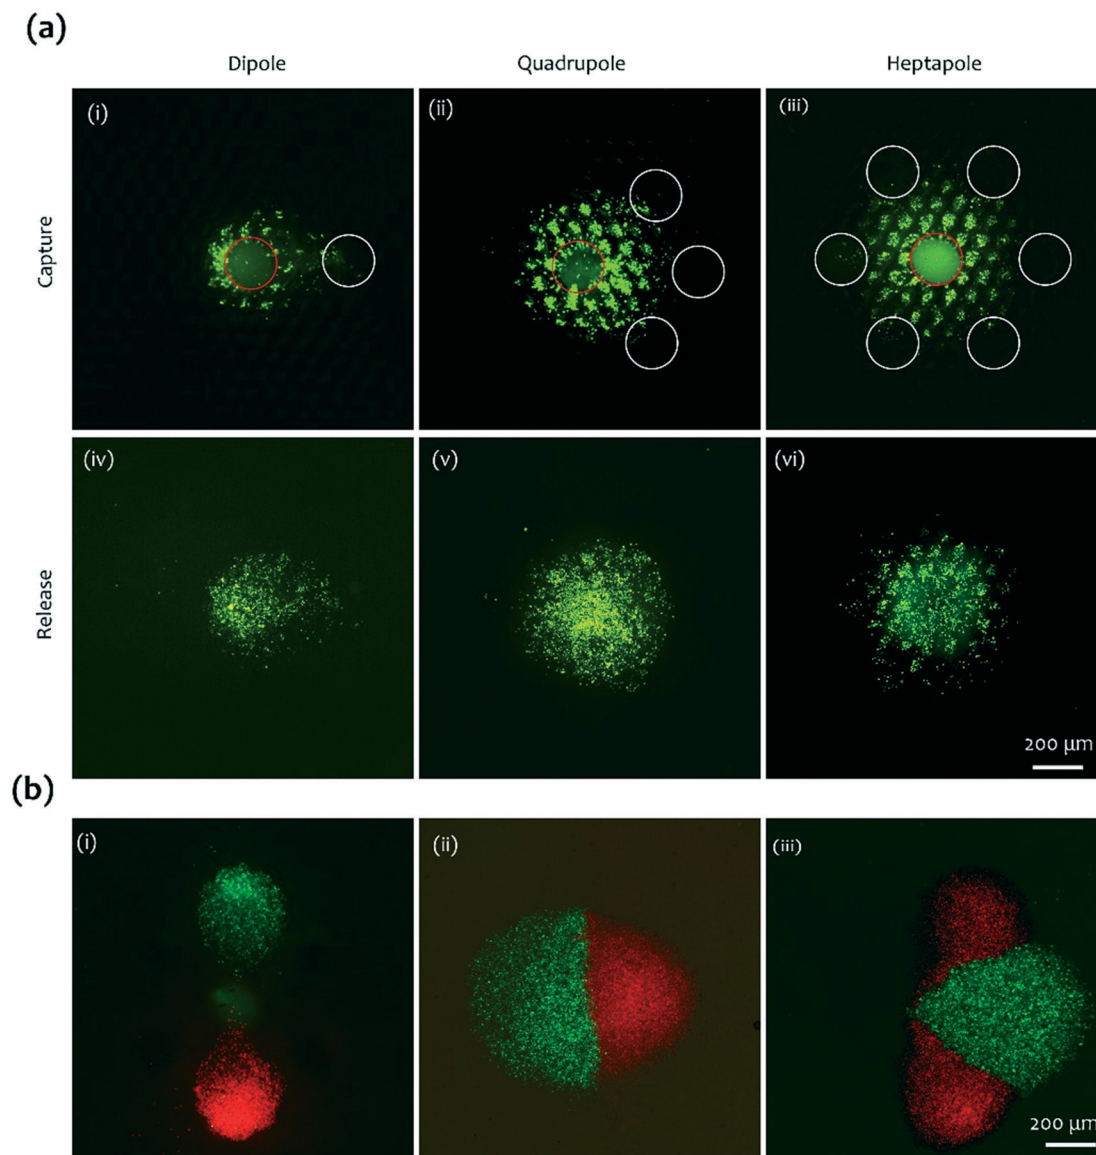 (a)
Dipole Quadrupole Heptapole
Capture
(i) (ii) (iii)
Release
(iv) (v) (vi)
200 µm
(b)
(i) (ii) (iii)
200 µm